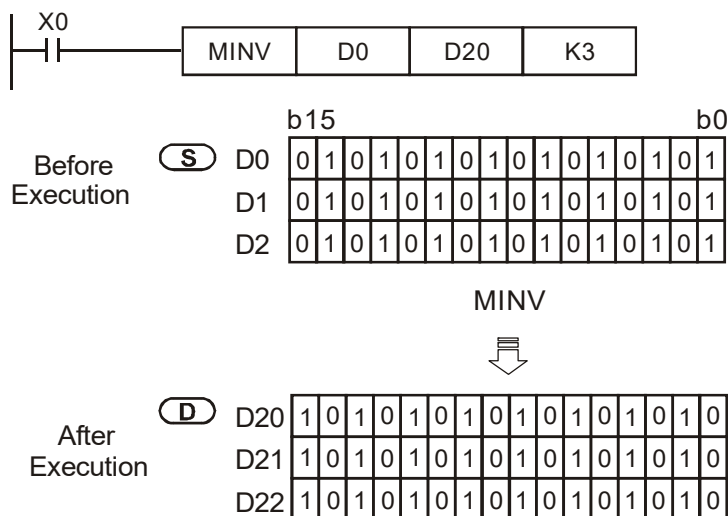 X0
MINV D0 D20 K3
b15 b0
Before Execution
S D0 0 1 0 1 0 1 0 1 0 1 0 1 0 1 0 1
D1 0 1 0 1 0 1 0 1 0 1 0 1 0 1 0 1
D2 0 1 0 1 0 1 0 1 0 1 0 1 0 1 0 1
MINV
After Execution
D D20 1 0 1 0 1 0 1 0 1 0 1 0 1 0 1 0
D21 1 0 1 0 1 0 1 0 1 0 1 0 1 0 1 0
D22 1 0 1 0 1 0 1 0 1 0 1 0 1 0 1 0